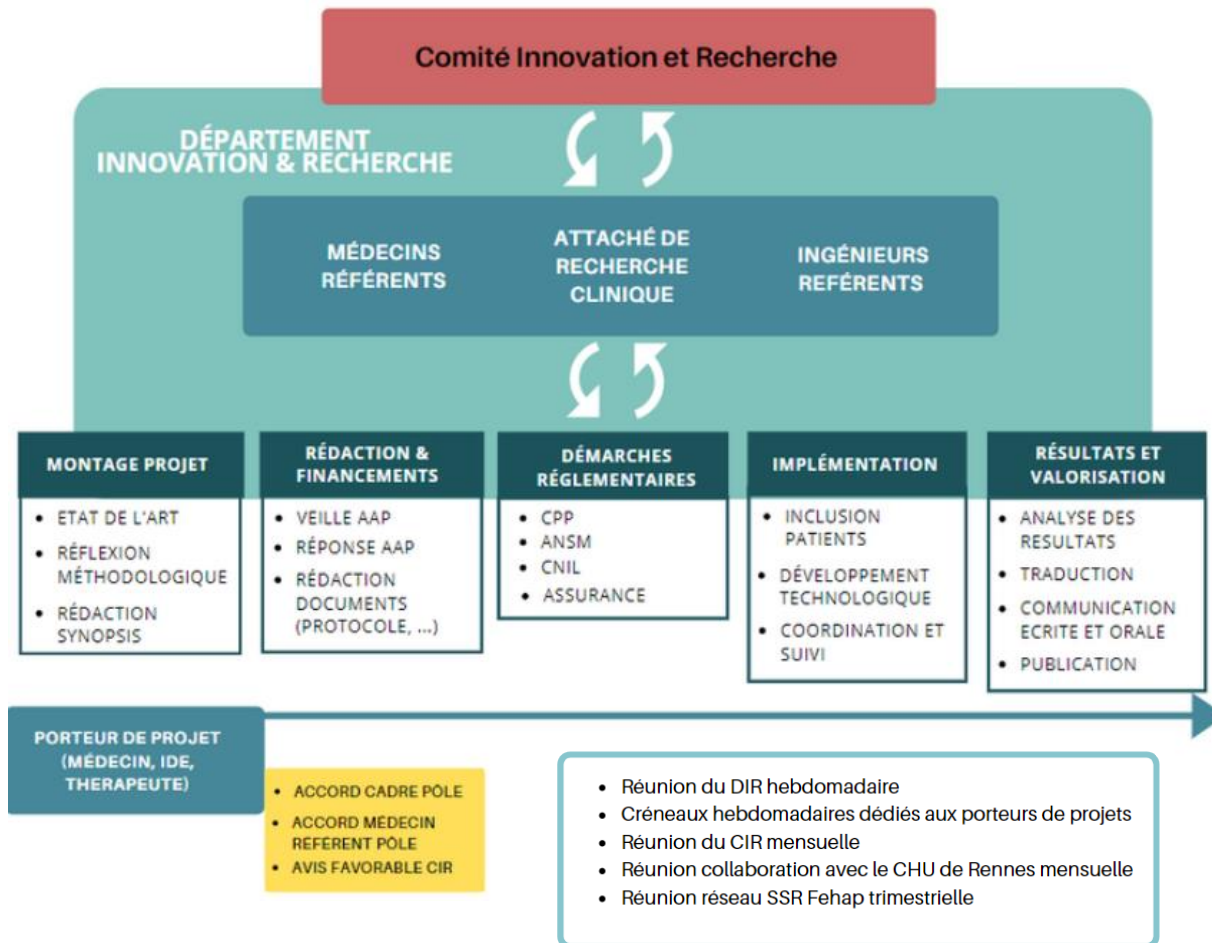 Comité Innovation et Recherche
DÉPARTEMENT
INNOVATION & RECHERCHE
MÉDECINS
RÉFÉRENTS
ATTACHÉ DE
RECHERCHE
CLINIQUE
INGÉNIEURS
REFÉRENTS
MONTAGE PROJET
• ETAT DE L'ART
• RÉFLEXION
MÉTHODOLOGIQUE
• RÉDACTION
SYNOPSIS
RÉDACTION &
FINANCEMENTS
• VEILLE AAP
• RÉPONSE AAP
• RÉDACTION
DOCUMENTS
(PROTOCOLE, ...)
DÉMARCHES
RÉGLEMENTAIRES
• CPP
• ANSM
• CNIL
• ASSURANCE
IMPLÉMENTATION
• INCLUSION
PATIENTS
• DÉVELOPPEMENT
TECHNOLOGIQUE
• COORDINATION ET
SUIVI
RÉSULTATS ET
VALORISATION
• ANALYSE DES
RESULTATS
• TRADUCTION
• COMMUNICATION
ECRITE ET ORALE
• PUBLICATION
PORTEUR DE PROJET
(MÉDECIN, IDE,
THERAPEUTE)
• ACCORD CADRE PÔLE
• ACCORD MÉDECIN
RÉFÉRENT PÔLE
• AVIS FAVORABLE CIR
• Réunion du DIR hebdomadaire
• Créneaux hebdomadaires dédiés aux porteurs de projets
• Réunion du CIR mensuelle
• Réunion collaboration avec le CHU de Rennes mensuelle
• Réunion réseau SSR Fehap trimestrielle